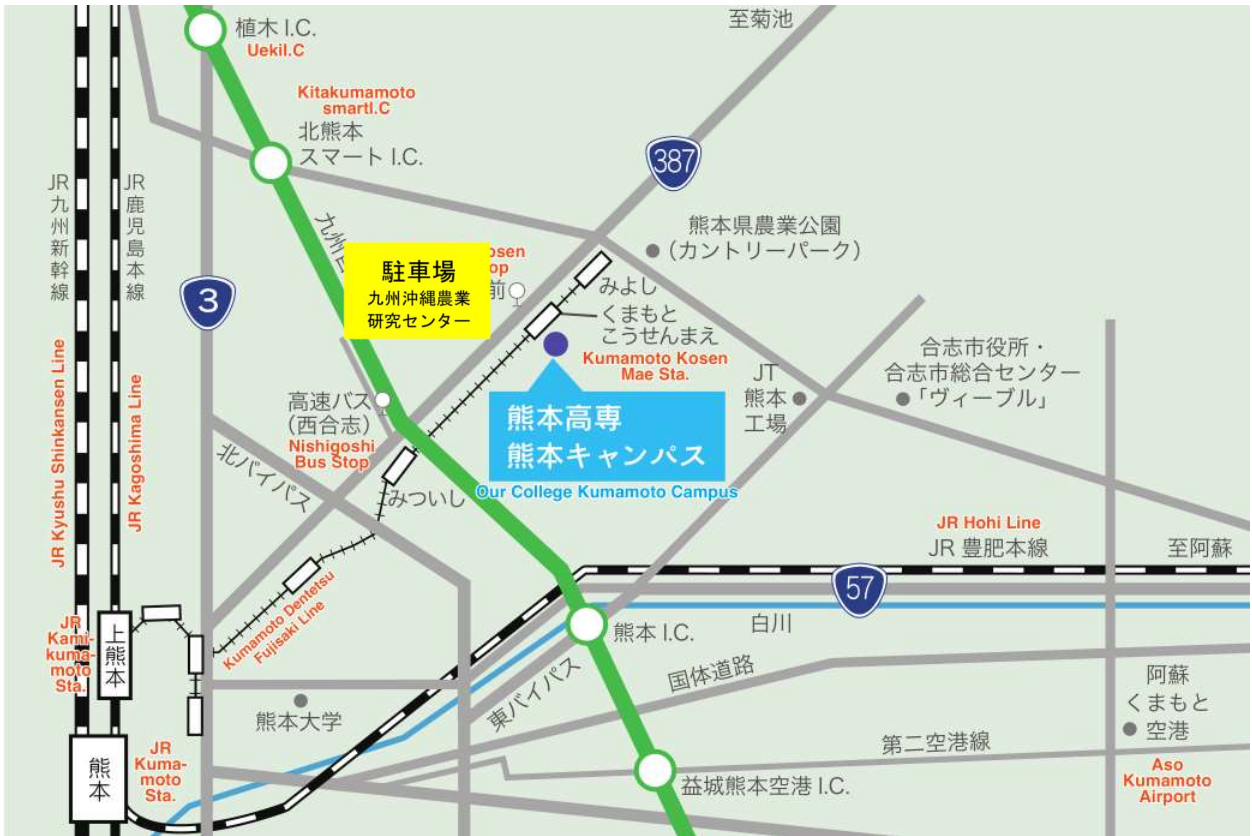 植木 I.C.
UekiI.C
至菊池
Kitakumamoto
smartI.C
北熊本
スマート I.C.
387
JR九州新幹線
JR鹿児島本線
熊本県農業公園
(カントリーパーク)
駐車場
九州沖縄農業
研究センター
九州
osen
op
前
みよし
3
くまもと
こうせんまえ
Kumamoto Kosen
Mae Sta.
JR Kyushu Shinkansen Line
JR Kagoshima Line
合志市役所・
合志市総合センター
「ヴィーブル」
JT
熊本
工場
高速バス
(西合志)
Nishigoshi
Bus Stop
熊本高専
熊本キャンパス
Our College Kumamoto Campus
北バイパス
みついし
JR Hohi Line
JR 豊肥本線
至阿蘇
57
Kumamoto Dentetsu
Fujisaki Line
白川
熊本 I.C.
JR
Kami-
kuma-
moto
Sta.
上熊本
東バイパス
国体道路
熊本大学
阿蘇
くまもと
空港
第二空港線
熊本
JR
Kuma-
moto
Sta.
益城熊本空港 I.C.
Aso
Kumamoto
Airport